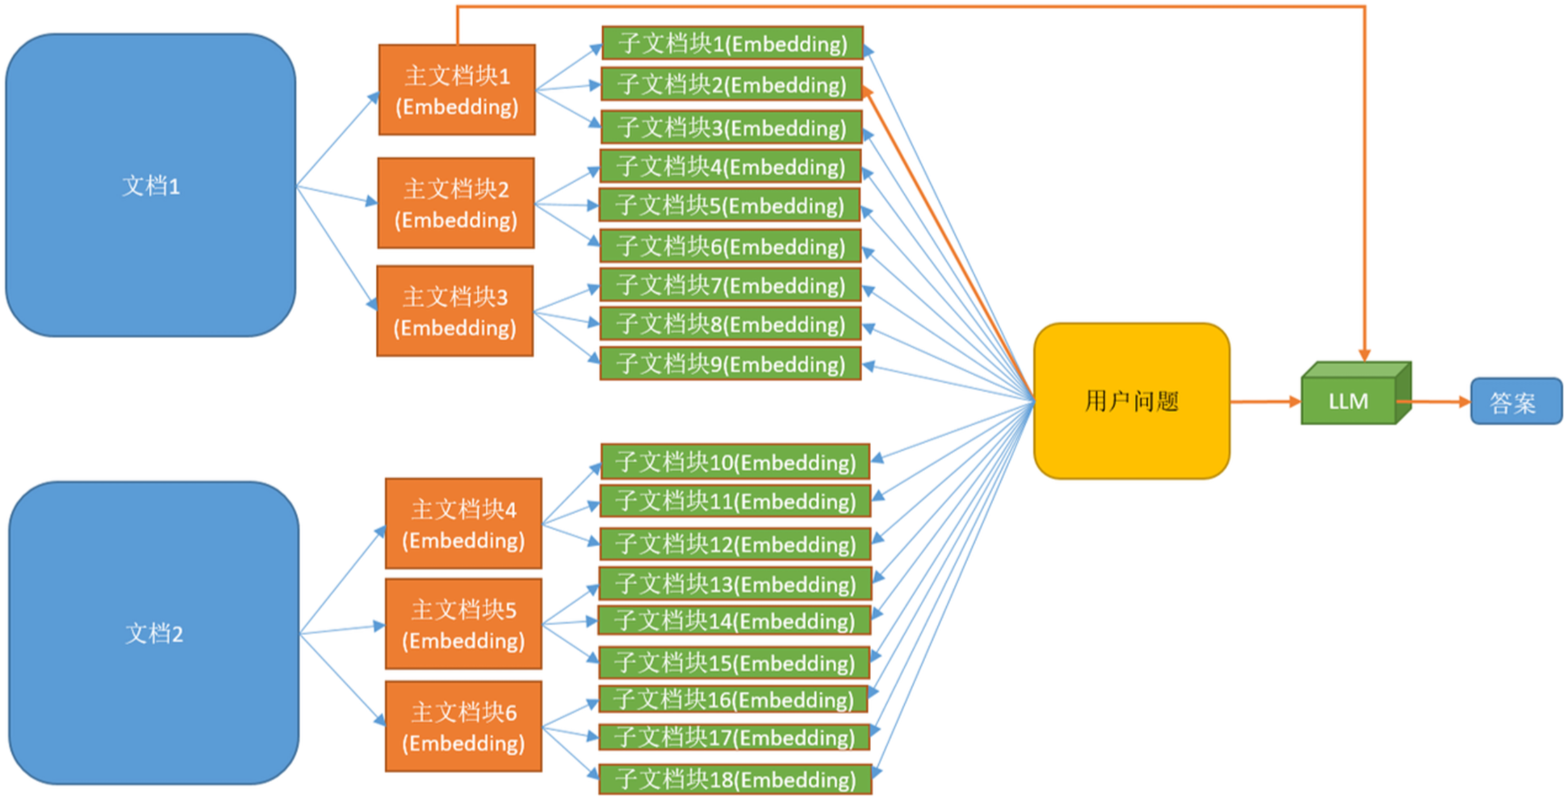 文档1
主文档块1
(Embedding)
主文档块2
(Embedding)
主文档块3
(Embedding)
子文档块1(Embedding)
子文档块2(Embedding)
子文档块3(Embedding)
子文档块4(Embedding)
子文档块5(Embedding)
子文档块6(Embedding)
子文档块7(Embedding)
子文档块8(Embedding)
子文档块9(Embedding)
文档2
主文档块4
(Embedding)
主文档块5
(Embedding)
主文档块6
(Embedding)
子文档块10(Embedding)
子文档块11(Embedding)
子文档块12(Embedding)
子文档块13(Embedding)
子文档块14(Embedding)
子文档块15(Embedding)
子文档块16(Embedding)
子文档块17(Embedding)
子文档块18(Embedding)
用户问题
LLM
答案